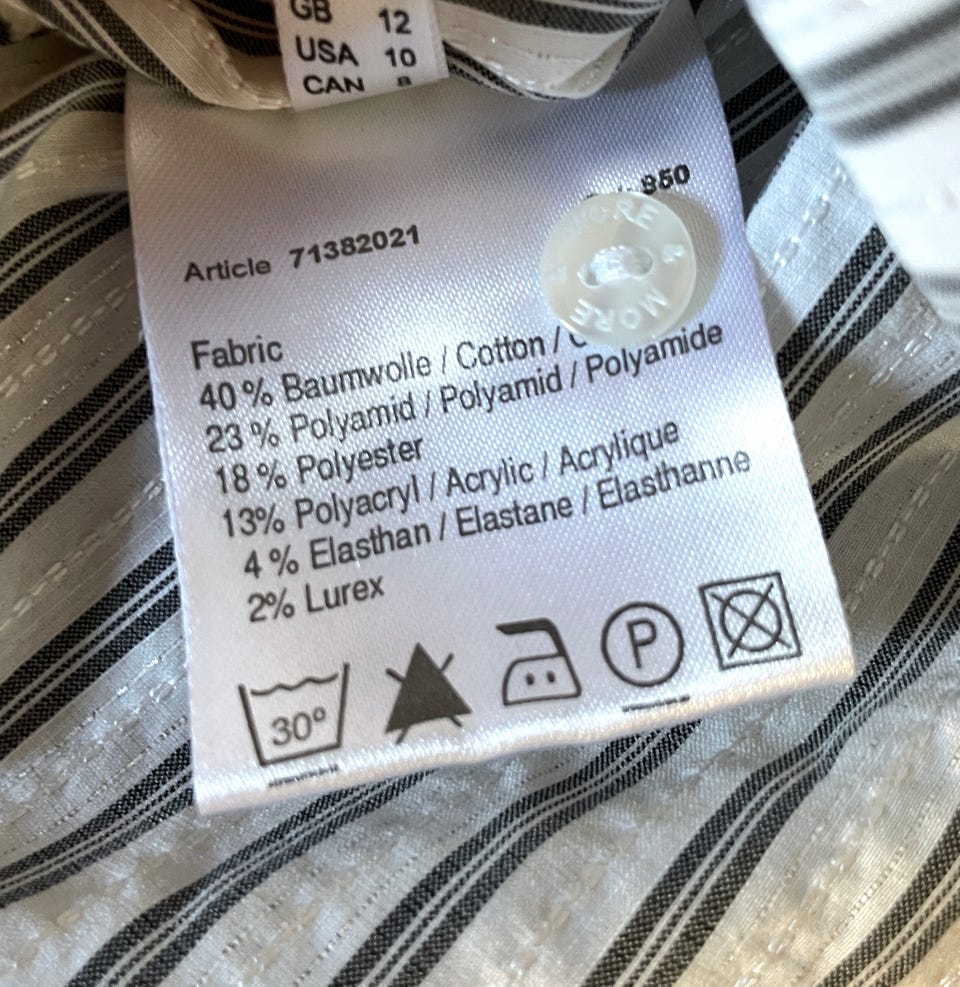 GB 12
USA 10
CAN 8
850
Article 71382021
MORE & MORE
Fabric
40 % Baumwolle / Cotton / C
23 % Polyamid / Polyamid / Polyamide
18 % Polyester
13% Polyacryl / Acrylic / Acrylique
4 % Elasthan / Elastane / Elasthanne
2% Lurex
30°
P